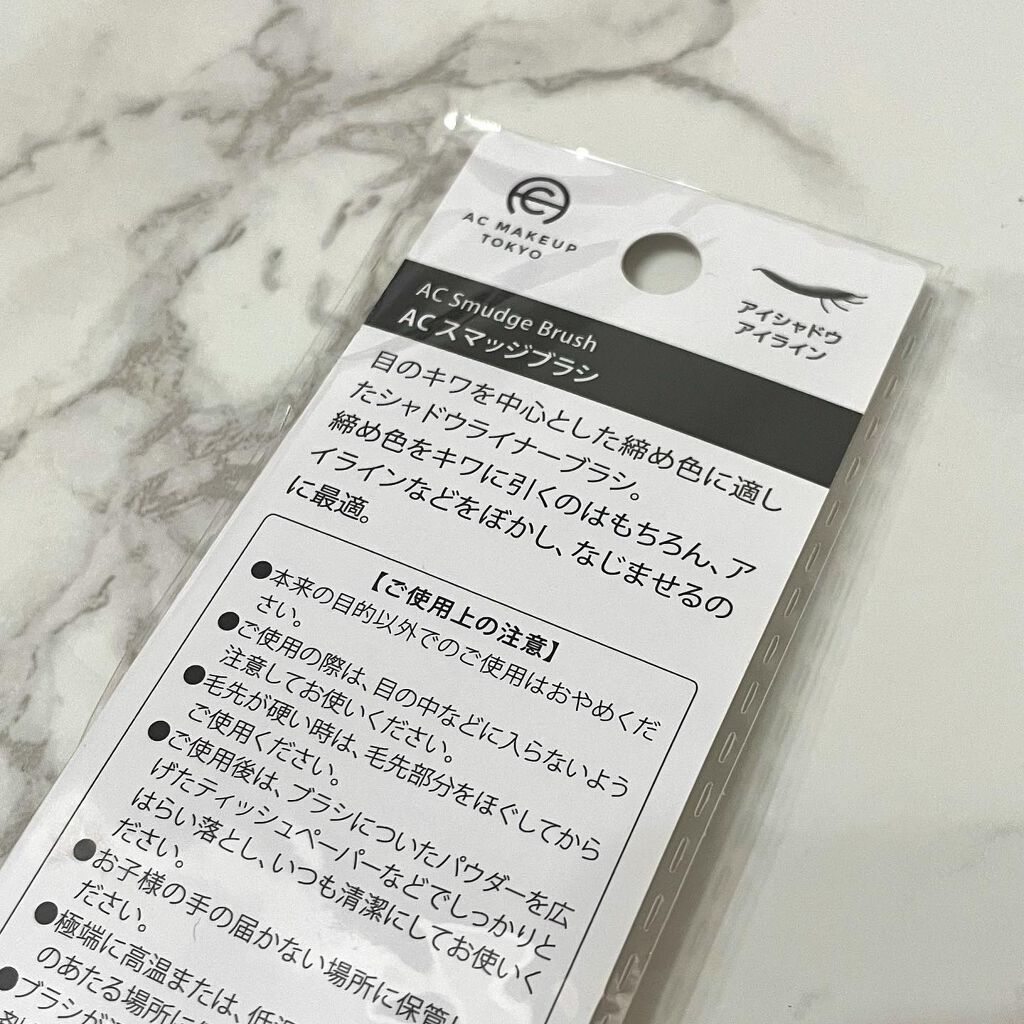 AC MAKEUP
TOKYO
アイシャドウ
アイライン
AC Smudge Brush
AC スマッジブラシ
目のキワを中心とした締め色に適し
たシャドウライナーブラシ。
締め色をキワに引くのはもちろん、ア
イラインなどをぼかし、なじませるの
に最適。
【ご使用上の注意】
●本来の目的以外でのご使用はおやめくだ
さい。
●ご使用の際は、目の中などに入らないよう
注意してお使いください。
●毛先が硬い時は、毛先部分をほぐしてから
ご使用ください。
●ご使用後は、ブラシについたパウダーを広
げたティッシュペーパーなどでしっかりと
はらい落とし、いつも清潔にしてお使いく
ださい。
●お子様の手の届かない場所に保管し
ださい。
●極端に高温または、低温
のあたる場所に
●ブラシが